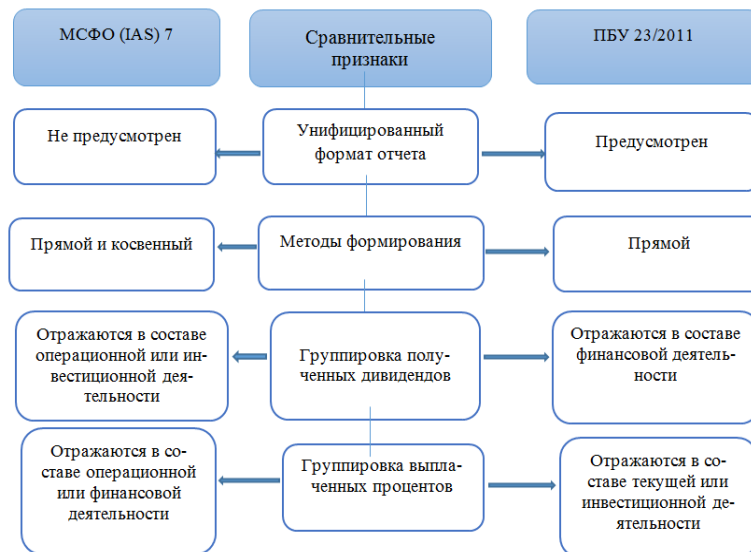 МСФО (IAS) 7
Сравнительные
признаки
ПБУ 23/2011
Не предусмотрен
Унифицированный
формат отчета
Предусмотрен
Прямой и косвенный
Методы формирования
Прямой
Отражаются в составе
операционной или ин-
вестиционной дея-
тельности
Группировка полу-
ченных дивидендов
Отражаются в составе
финансовой деятель-
ности
Отражаются в со-
ставе операционной
или финансовой
деятельности
Группировка выпла-
ченных процентов
Отражаются в со-
ставе текущей или
инвестиционной де-
ятельности